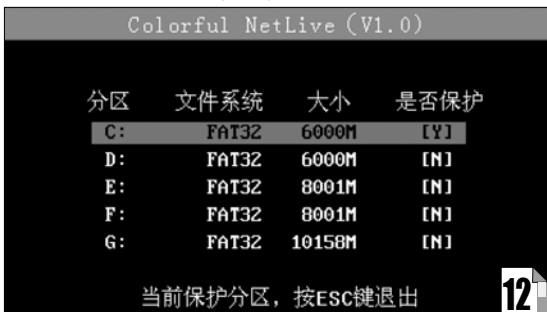 Colorful NetLive (V1.0)
分区 文件系统 大小 是否保护
C: FAT32 6000M [Y]
D: FAT32 6000M [N]
E: FAT32 8001M [N]
F: FAT32 8001M [N]
G: FAT32 10158M [N]
当前保护分区，按ESC键退出
12